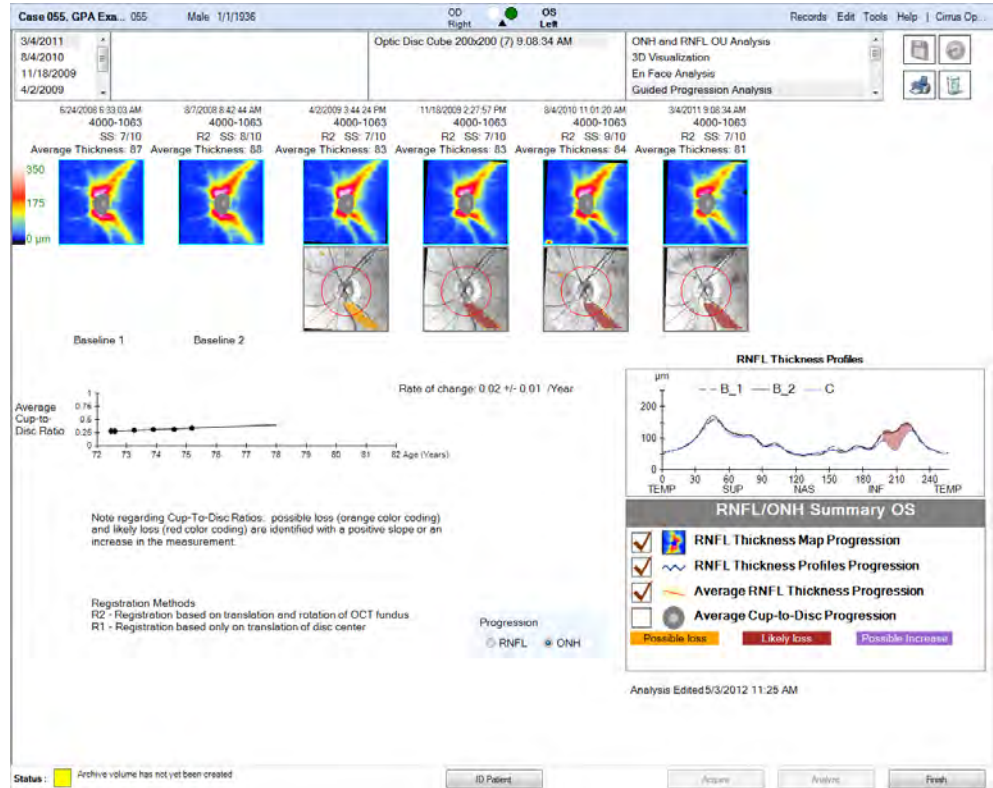 Case 055, GPA Exa... 055 Male 1/1/1936 OD Right OS Left Records Edit Tools Help | Cirrus Op...
3/4/2011
8/4/2010
11/18/2009
4/2/2009
Optic Disc Cube 200x200 (7) 9:08:34 AM
ONH and RNFL OU Analysis
3D Visualization
En Face Analysis
Guided Progression Analysis
6/24/2008 8/7/2008 8:42:44 AM 4/2/2009 3:44:24 PM 11/18/2009 2:27:57 PM 8/4/2010 11:01:20 AM 3/4/2011 9:08:34 AM
4000-1063 4000-1063 4000-1063 4000-1063 4000-1063 4000-1063
SS: 7/10 R2 SS: 8/10 R2 SS: 7/10 R2 SS: 7/10 R2 SS: 9/10 R2 SS: 7/10
Average Thickness: 87 Average Thickness: 88 Average Thickness: 83 Average Thickness: 83 Average Thickness: 84 Average Thickness: 81
350
175
0 µm
Baseline 1 Baseline 2
Rate of change: 0.02 +/- 0.01 /Year
Average Cup-to-Disc Ratio
1
0.76
0.5
0.25
0
72 73 74 75 76 77 78 79 80 81 82 Age (Years)
Note regarding Cup-To-Disc Ratios: possible loss (orange color coding)
and likely loss (red color coding) are identified with a positive slope or an
increase in the measurement.
Registration Methods
R2 - Registration based on translation and rotation of OCT fundus
R1 - Registration based only on translation of disc center
Progression
RNFL ONH
RNFL Thickness Profiles
µm
B_1 B_2 C
200
100
0
0 30 60 90 120 150 180 210 240
TEMP SUP NAS INF TEMP
RNFL/ONH Summary OS
RNFL Thickness Map Progression
RNFL Thickness Profiles Progression
Average RNFL Thickness Progression
Average Cup-to-Disc Progression
Possible loss Likely loss Possible Increase
Analysis Edited 5/3/2012 11:25 AM
Status : Archive volume has not yet been created
ID Patient Acquire Analyze Finish